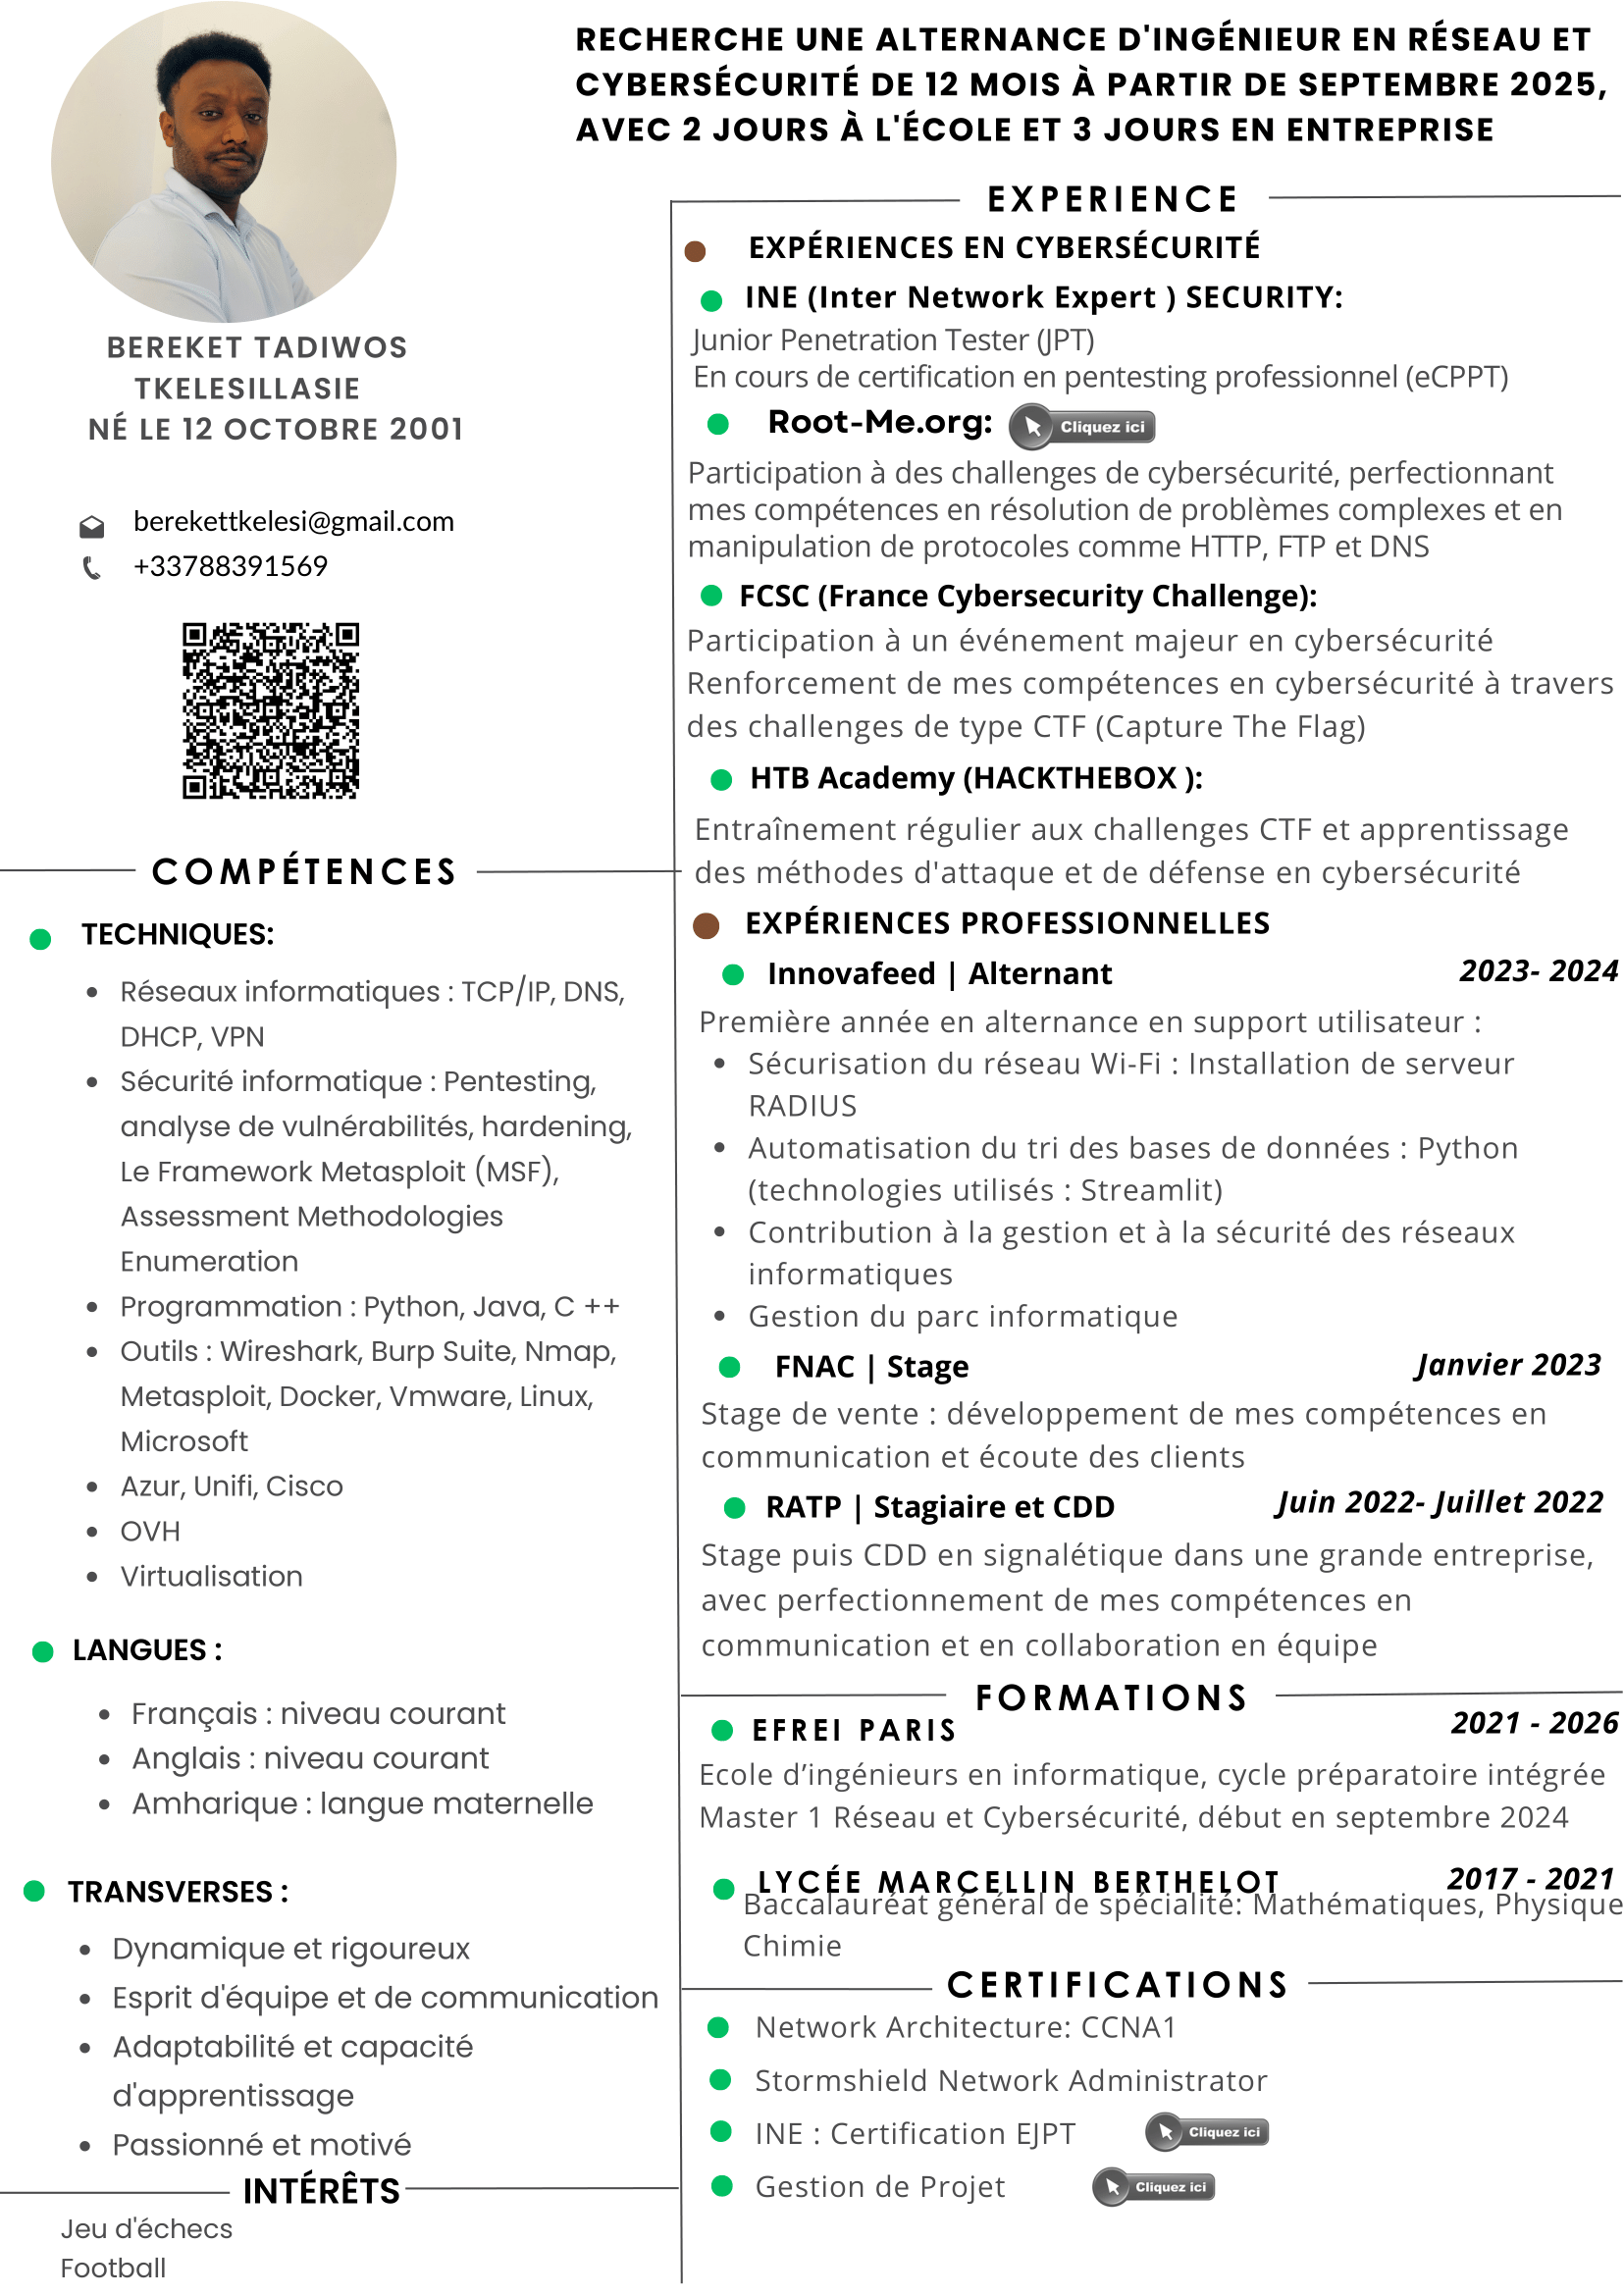 RECHERCHE UNE ALTERNANCE D'INGÉNIEUR EN RÉSEAU ET
CYBERSÉCURITÉ DE 12 MOIS À PARTIR DE SEPTEMBRE 2025,
AVEC 2 JOURS À L'ÉCOLE ET 3 JOURS EN ENTREPRISE
BEREKET TADIWOS
TKELESILLASIE
NÉ LE 12 OCTOBRE 2001
berekettkelesi@gmail.com
+33788391569
COMPÉTENCES
TECHNIQUES:
Réseaux informatiques : TCP/IP, DNS,
DHCP, VPN
Sécurité informatique : Pentesting,
analyse de vulnérabilités, hardening,
Le Framework Metasploit (MSF),
Assessment Methodologies
Enumeration
Programmation : Python, Java, C ++
Outils : Wireshark, Burp Suite, Nmap,
Metasploit, Docker, Vmware, Linux,
Microsoft
Azur, Unifi, Cisco
OVH
Virtualisation
LANGUES :
Français : niveau courant
Anglais : niveau courant
Amharique : langue maternelle
TRANSVERSES :
Dynamique et rigoureux
Esprit d'équipe et de communication
Adaptabilité et capacité
d'apprentissage
Passionné et motivé
INTÉRÊTS
Jeu d'échecs
Football
EXPERIENCE
EXPÉRIENCES EN CYBERSÉCURITÉ
INE (Inter Network Expert ) SECURITY:
Junior Penetration Tester (JPT)
En cours de certification en pentesting professionnel (eCPPT)
Root-Me.org: Cliquez ici
Participation à des challenges de cybersécurité, perfectionnant
mes compétences en résolution de problèmes complexes et en
manipulation de protocoles comme HTTP, FTP et DNS
FCSC (France Cybersecurity Challenge):
Participation à un événement majeur en cybersécurité
Renforcement de mes compétences en cybersécurité à travers
des challenges de type CTF (Capture The Flag)
HTB Academy (HACKTHEBOX ):
Entraînement régulier aux challenges CTF et apprentissage
des méthodes d'attaque et de défense en cybersécurité
EXPÉRIENCES PROFESSIONNELLES
Innovafeed | Alternant 2023- 2024
Première année en alternance en support utilisateur :
Sécurisation du réseau Wi-Fi : Installation de serveur
RADIUS
Automatisation du tri des bases de données : Python
(technologies utilisés : Streamlit)
Contribution à la gestion et à la sécurité des réseaux
informatiques
Gestion du parc informatique
FNAC | Stage Janvier 2023
Stage de vente : développement de mes compétences en
communication et écoute des clients
RATP | Stagiaire et CDD Juin 2022- Juillet 2022
Stage puis CDD en signalétique dans une grande entreprise,
avec perfectionnement de mes compétences en
communication et en collaboration en équipe
FORMATIONS
EFREI PARIS 2021 - 2026
Ecole d’ingénieurs en informatique, cycle préparatoire intégrée
Master 1 Réseau et Cybersécurité, début en septembre 2024
LYCÉE MARCELLIN BERTHELOT 2017 - 2021
Baccalauréat général de spécialité: Mathématiques, Physique
Chimie
CERTIFICATIONS
Network Architecture: CCNA1
Stormshield Network Administrator
INE : Certification EJPT Cliquez ici
Gestion de Projet Cliquez ici